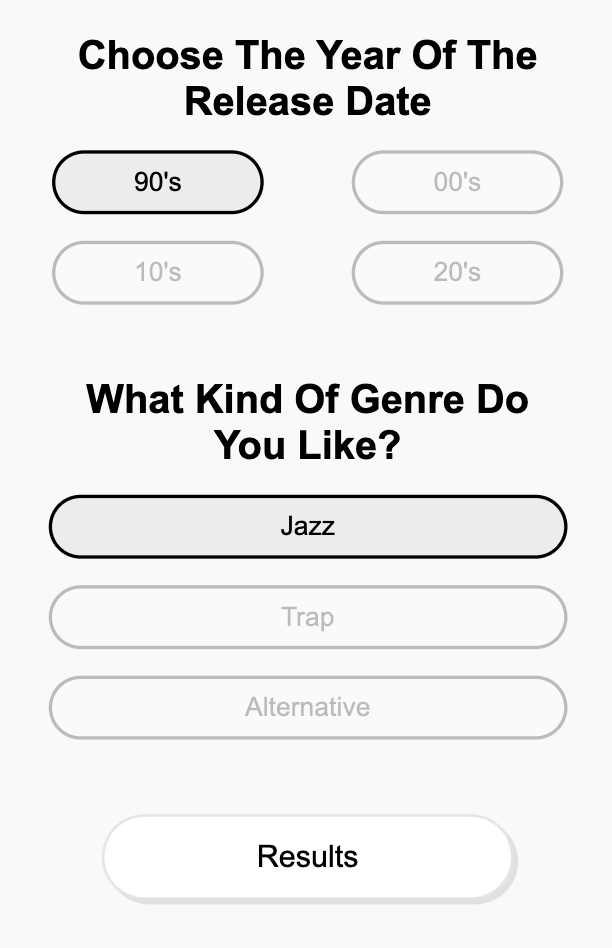 Choose The Year Of The
Release Date
90's
00's
10's
20's
What Kind Of Genre Do
You Like?
Jazz
Trap
Alternative
Results